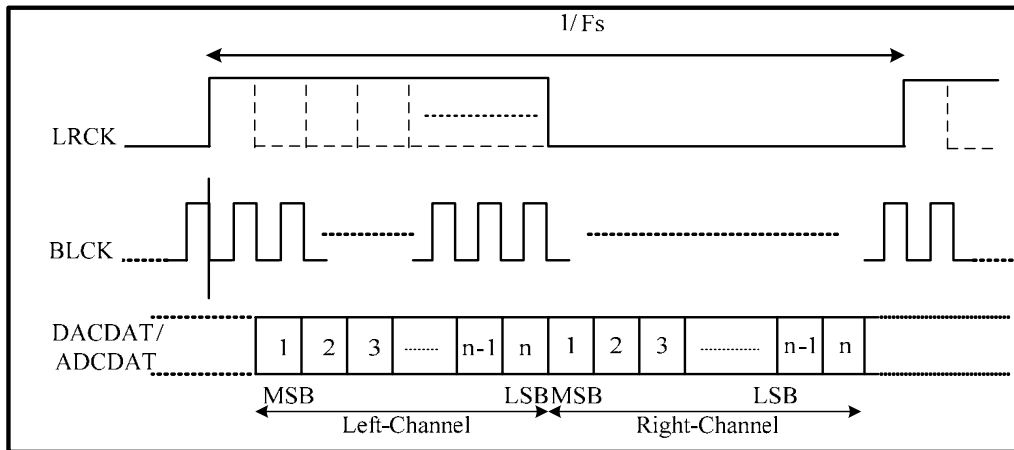 1/Fs
LRCK
BLCK
DACDAT/
ADCDAT
1 2 3 n-1 n 1 2 3 n-1 n
MSB LSB MSB LSB
Left-Channel Right-Channel